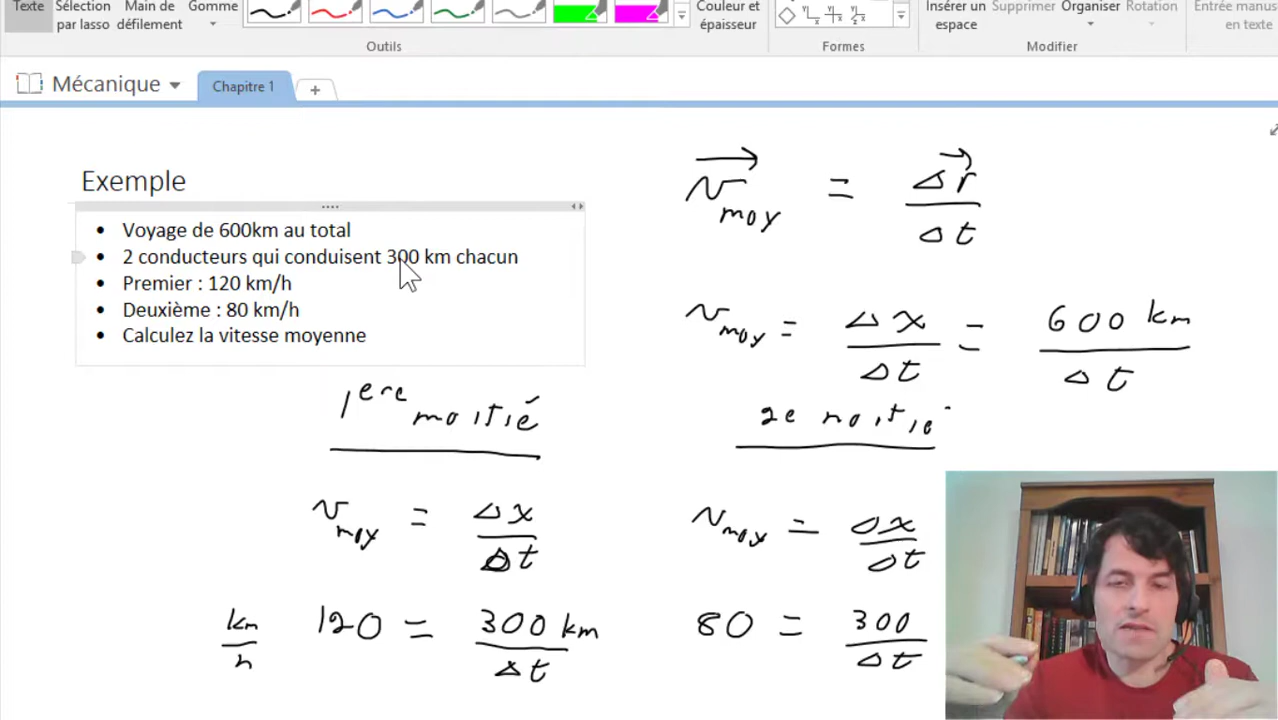 Texte
Sélection par lasso
Main de défilement
Gomme
Couleur et épaisseur
Insérer un espace
Supprimer
Organiser
Rotation
Entrée manus
en texte
Outils
Formes
Modifier
Mécanique
Chapitre 1
Exemple
• Voyage de 600km au total
• 2 conducteurs qui conduisent 300 km chacun
• Premier : 120 km/h
• Deuxième : 80 km/h
• Calculez la vitesse moyenne
v⃗moy = Δr⃗ / Δt
vmoy = Δx / Δt = 600 km / Δt
1ere moitié
vmoy = Δx / Δt
km/h 120 = 300 km / Δt
2e moitié
vmoy = Δx / Δt
80 = 300 / Δt